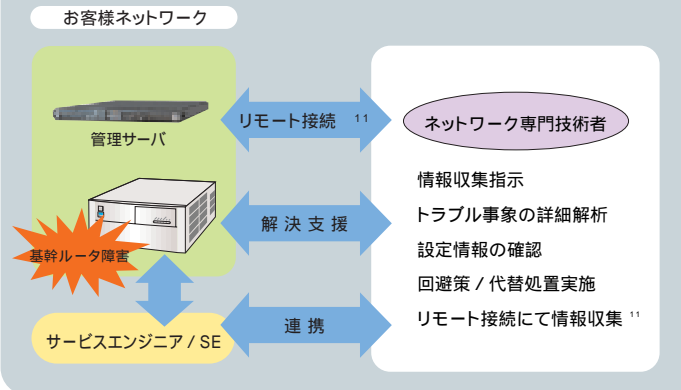 お客様ネットワーク
管理サーバ
基幹ルータ障害
サービスエンジニア / SE
リモート接続 11
解決支援
連携
ネットワーク専門技術者
情報収集指示
トラブル事象の詳細解析
設定情報の確認
回避策 / 代替処置実施
リモート接続にて情報収集 11